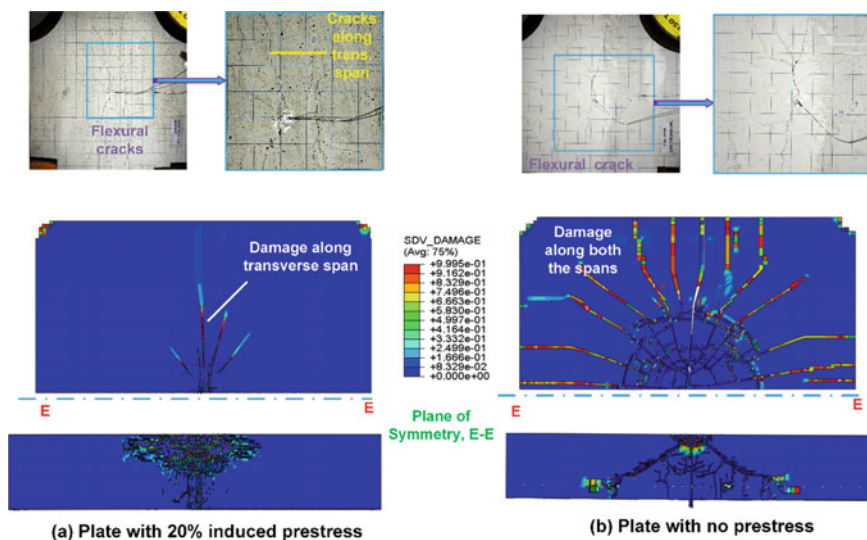 Cracks
along
trans.
span
Flexural
cracks
Flexural crack
Damage along
transverse span
SDV_DAMAGE
(Avg: 75%)
+9.995e-01
+9.162e-01
+8.329e-01
+7.496e-01
+6.663e-01
+5.830e-01
+4.997e-01
+4.164e-01
+3.332e-01
+2.499e-01
+1.666e-01
+8.329e-02
+0.000e+00
Damage
along both
the spans
E
E
Plane of
Symmetry, E-E
E
E
(a) Plate with 20% induced prestress
(b) Plate with no prestress